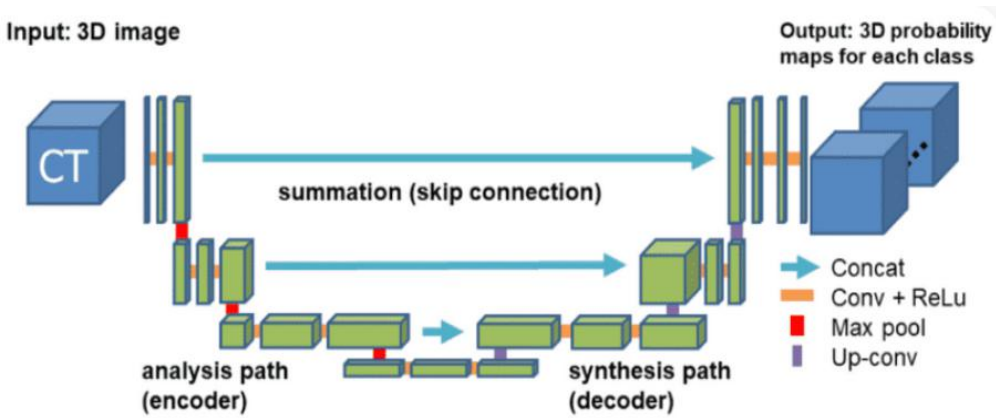 Input: 3D image
Output: 3D probability
maps for each class
CT
summation (skip connection)
Concat
Conv + ReLu
Max pool
Up-conv
analysis path
(encoder)
synthesis path
(decoder)